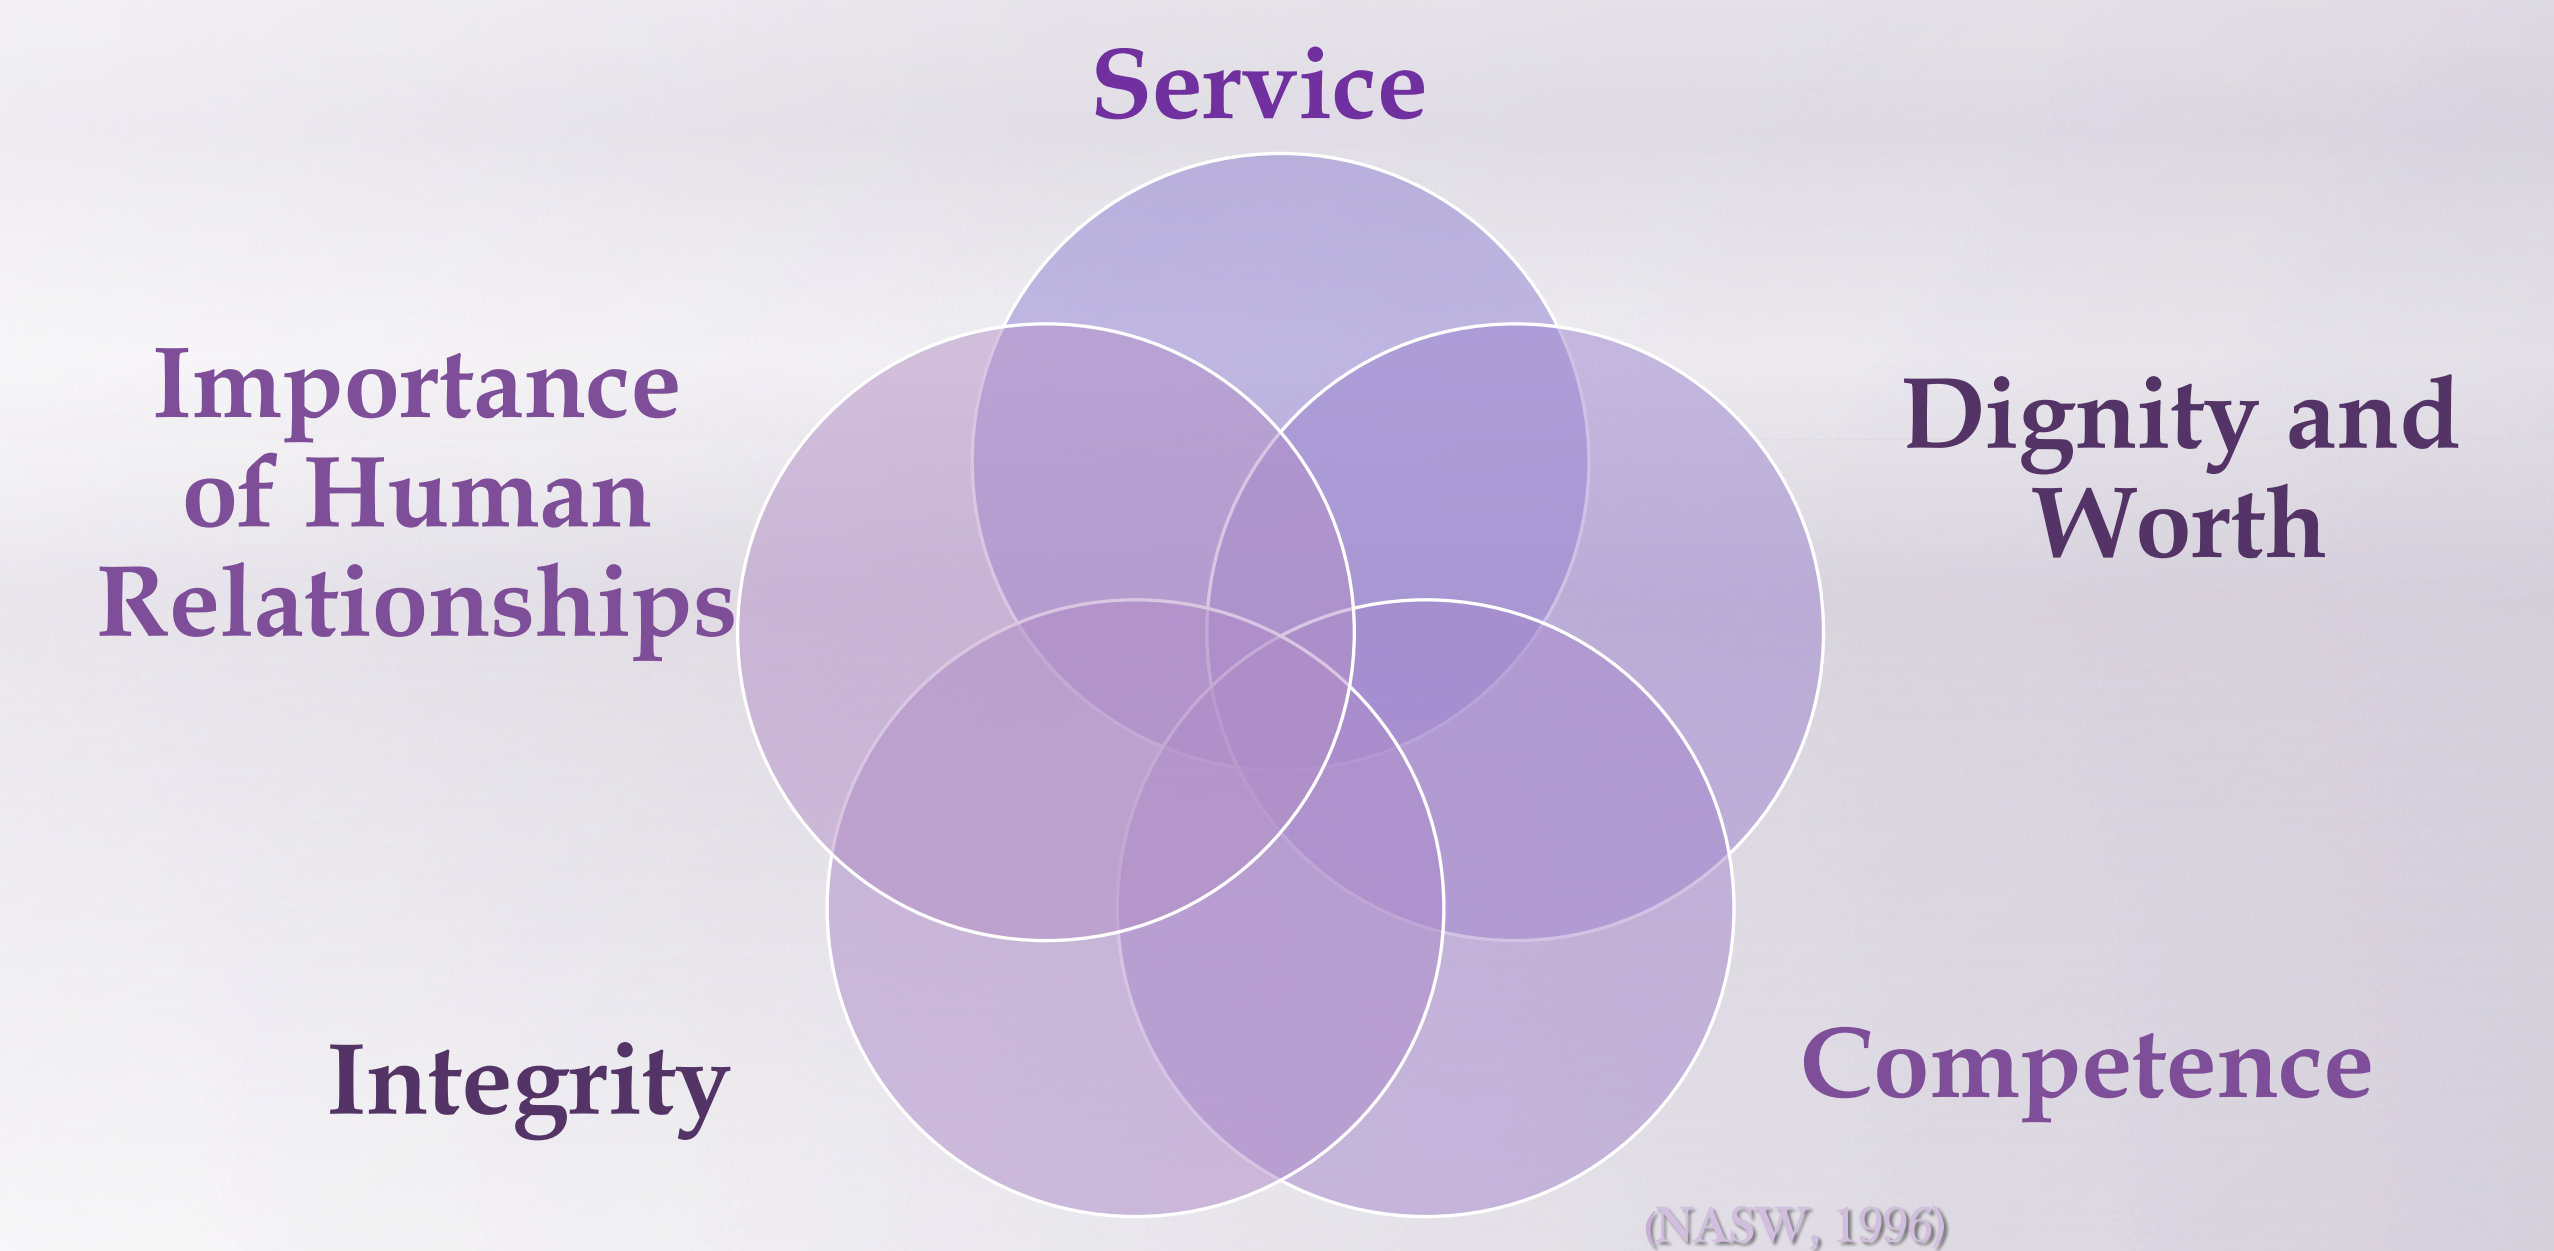 Service
Importance
of Human
Relationships
Dignity and
Worth
Integrity
Competence
(NASW, 1996)